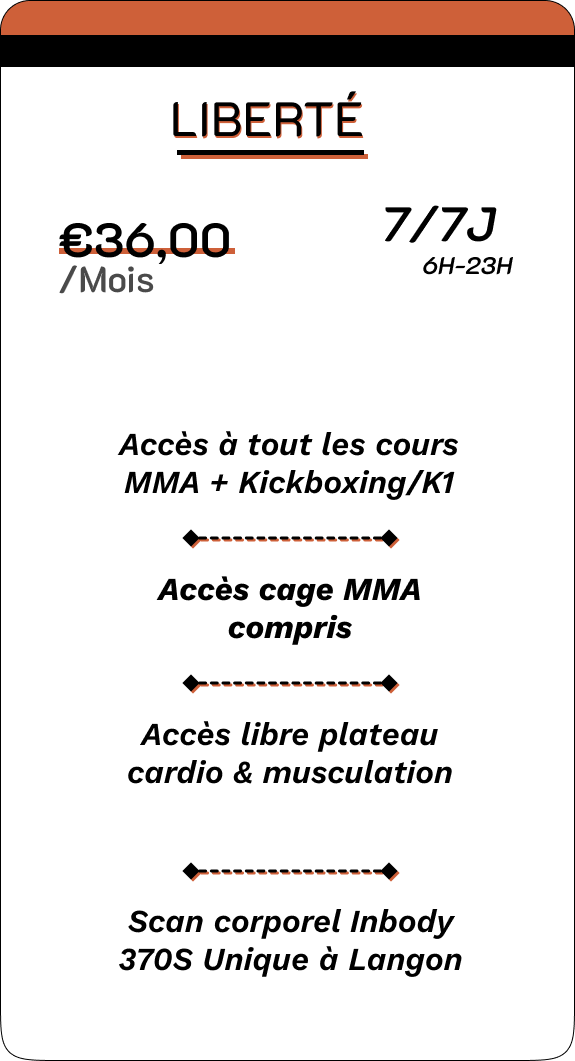 LIBERTÉ
€36,00
/Mois
7/7J
6H-23H
Accès à tout les cours
MMA + Kickboxing/K1
Accès cage MMA
compris
Accès libre plateau
cardio & musculation
Scan corporel Inbody
370S Unique à Langon